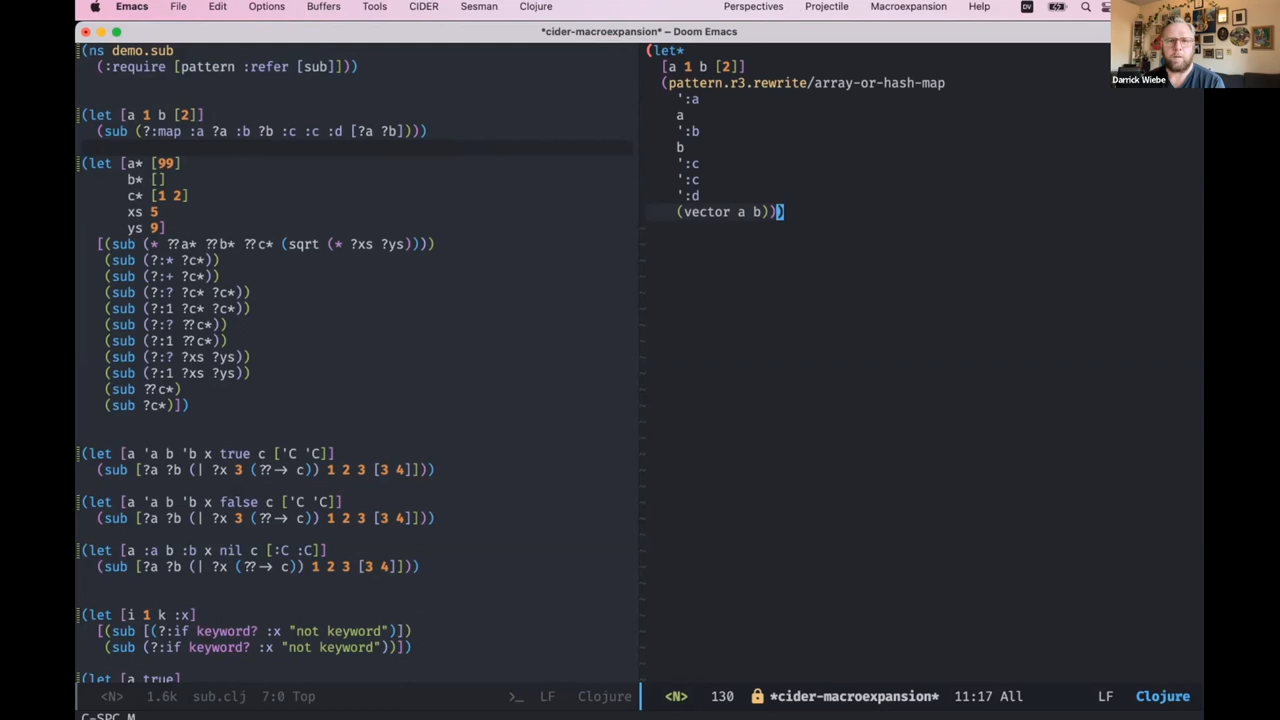 Emacs File Edit Options Buffers Tools CIDER Sesman Clojure Perspectives Projectile Macroexpansion Help DV
*cider-macroexpansion* – Doom Emacs
Darrick Wiebe
(ns demo.sub
(:require [pattern :refer [sub]]))
(let [a 1 b [2]]
(sub (?:map :a ?a :b ?b :c :c :d [?a ?b])))
(let [a* [99]
b* []
c* [1 2]
xs 5
ys 9]
[(sub (* ??a* ??b* ??c* (sqrt (* ?xs ?ys))))
(sub (?:* ?c*))
(sub (?:+ ?c*))
(sub (?:? ?c* ?c*))
(sub (?:1 ?c* ?c*))
(sub (?:? ??c*))
(sub (?:1 ??c*))
(sub (?:? ?xs ?ys))
(sub (?:1 ?xs ?ys))
(sub ??c*)
(sub ?c*)])
(let [a 'a b 'b x true c ['C 'C]]
(sub [?a ?b (| ?x 3 (??-> c)) 1 2 3 [3 4]]))
(let [a 'a b 'b x false c ['C 'C]]
(sub [?a ?b (| ?x 3 (??-> c)) 1 2 3 [3 4]]))
(let [a :a b :b x nil c [:C :C]]
(sub [?a ?b (| ?x (??-> c)) 1 2 3 [3 4]]))
(let [i 1 k :x]
[(sub [(?:if keyword? :x "not keyword")])
(sub (?:if keyword? :x "not keyword"))])
(let [a true]
<N> 1.6k sub.clj 7:0 Top >_ LF Clojure
(let*
[a 1 b [2]]
(pattern.r3.rewrite/array-or-hash-map
':a
a
':b
b
':c
':c
':d
(vector a b)))
<N> 130 *cider-macroexpansion* 11:17 All LF Clojure
C-SPC M